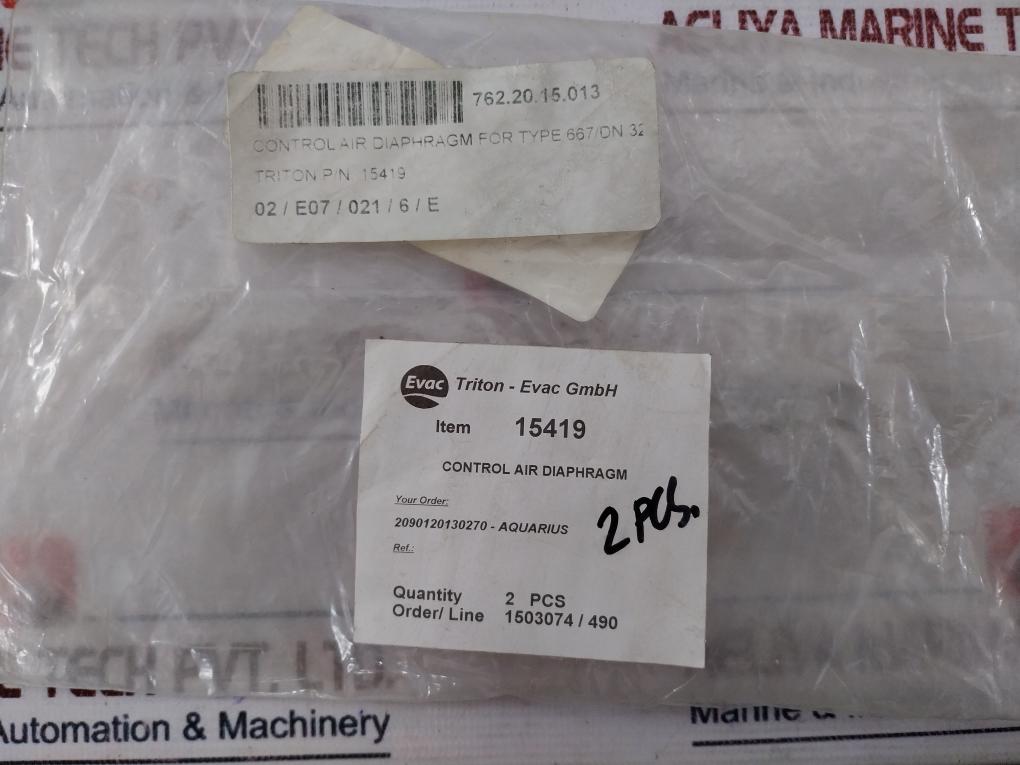 MARINE
762.20.15.013
CONTROL AIR DIAPHRAGM FOR TYPE 667/DN 32
TRITON P/N 15419
02 / E07 / 021 / 6 / E
Evac Triton - Evac GmbH
Item 15419
CONTROL AIR DIAPHRAGM
Your Order:
2090120130270 - AQUARIUS
2 PCS.
Ref.:
Quantity 2 PCS
Order/ Line 1503074 / 490
TECH PVT. LTD.
Automation & Machinery
Marine &